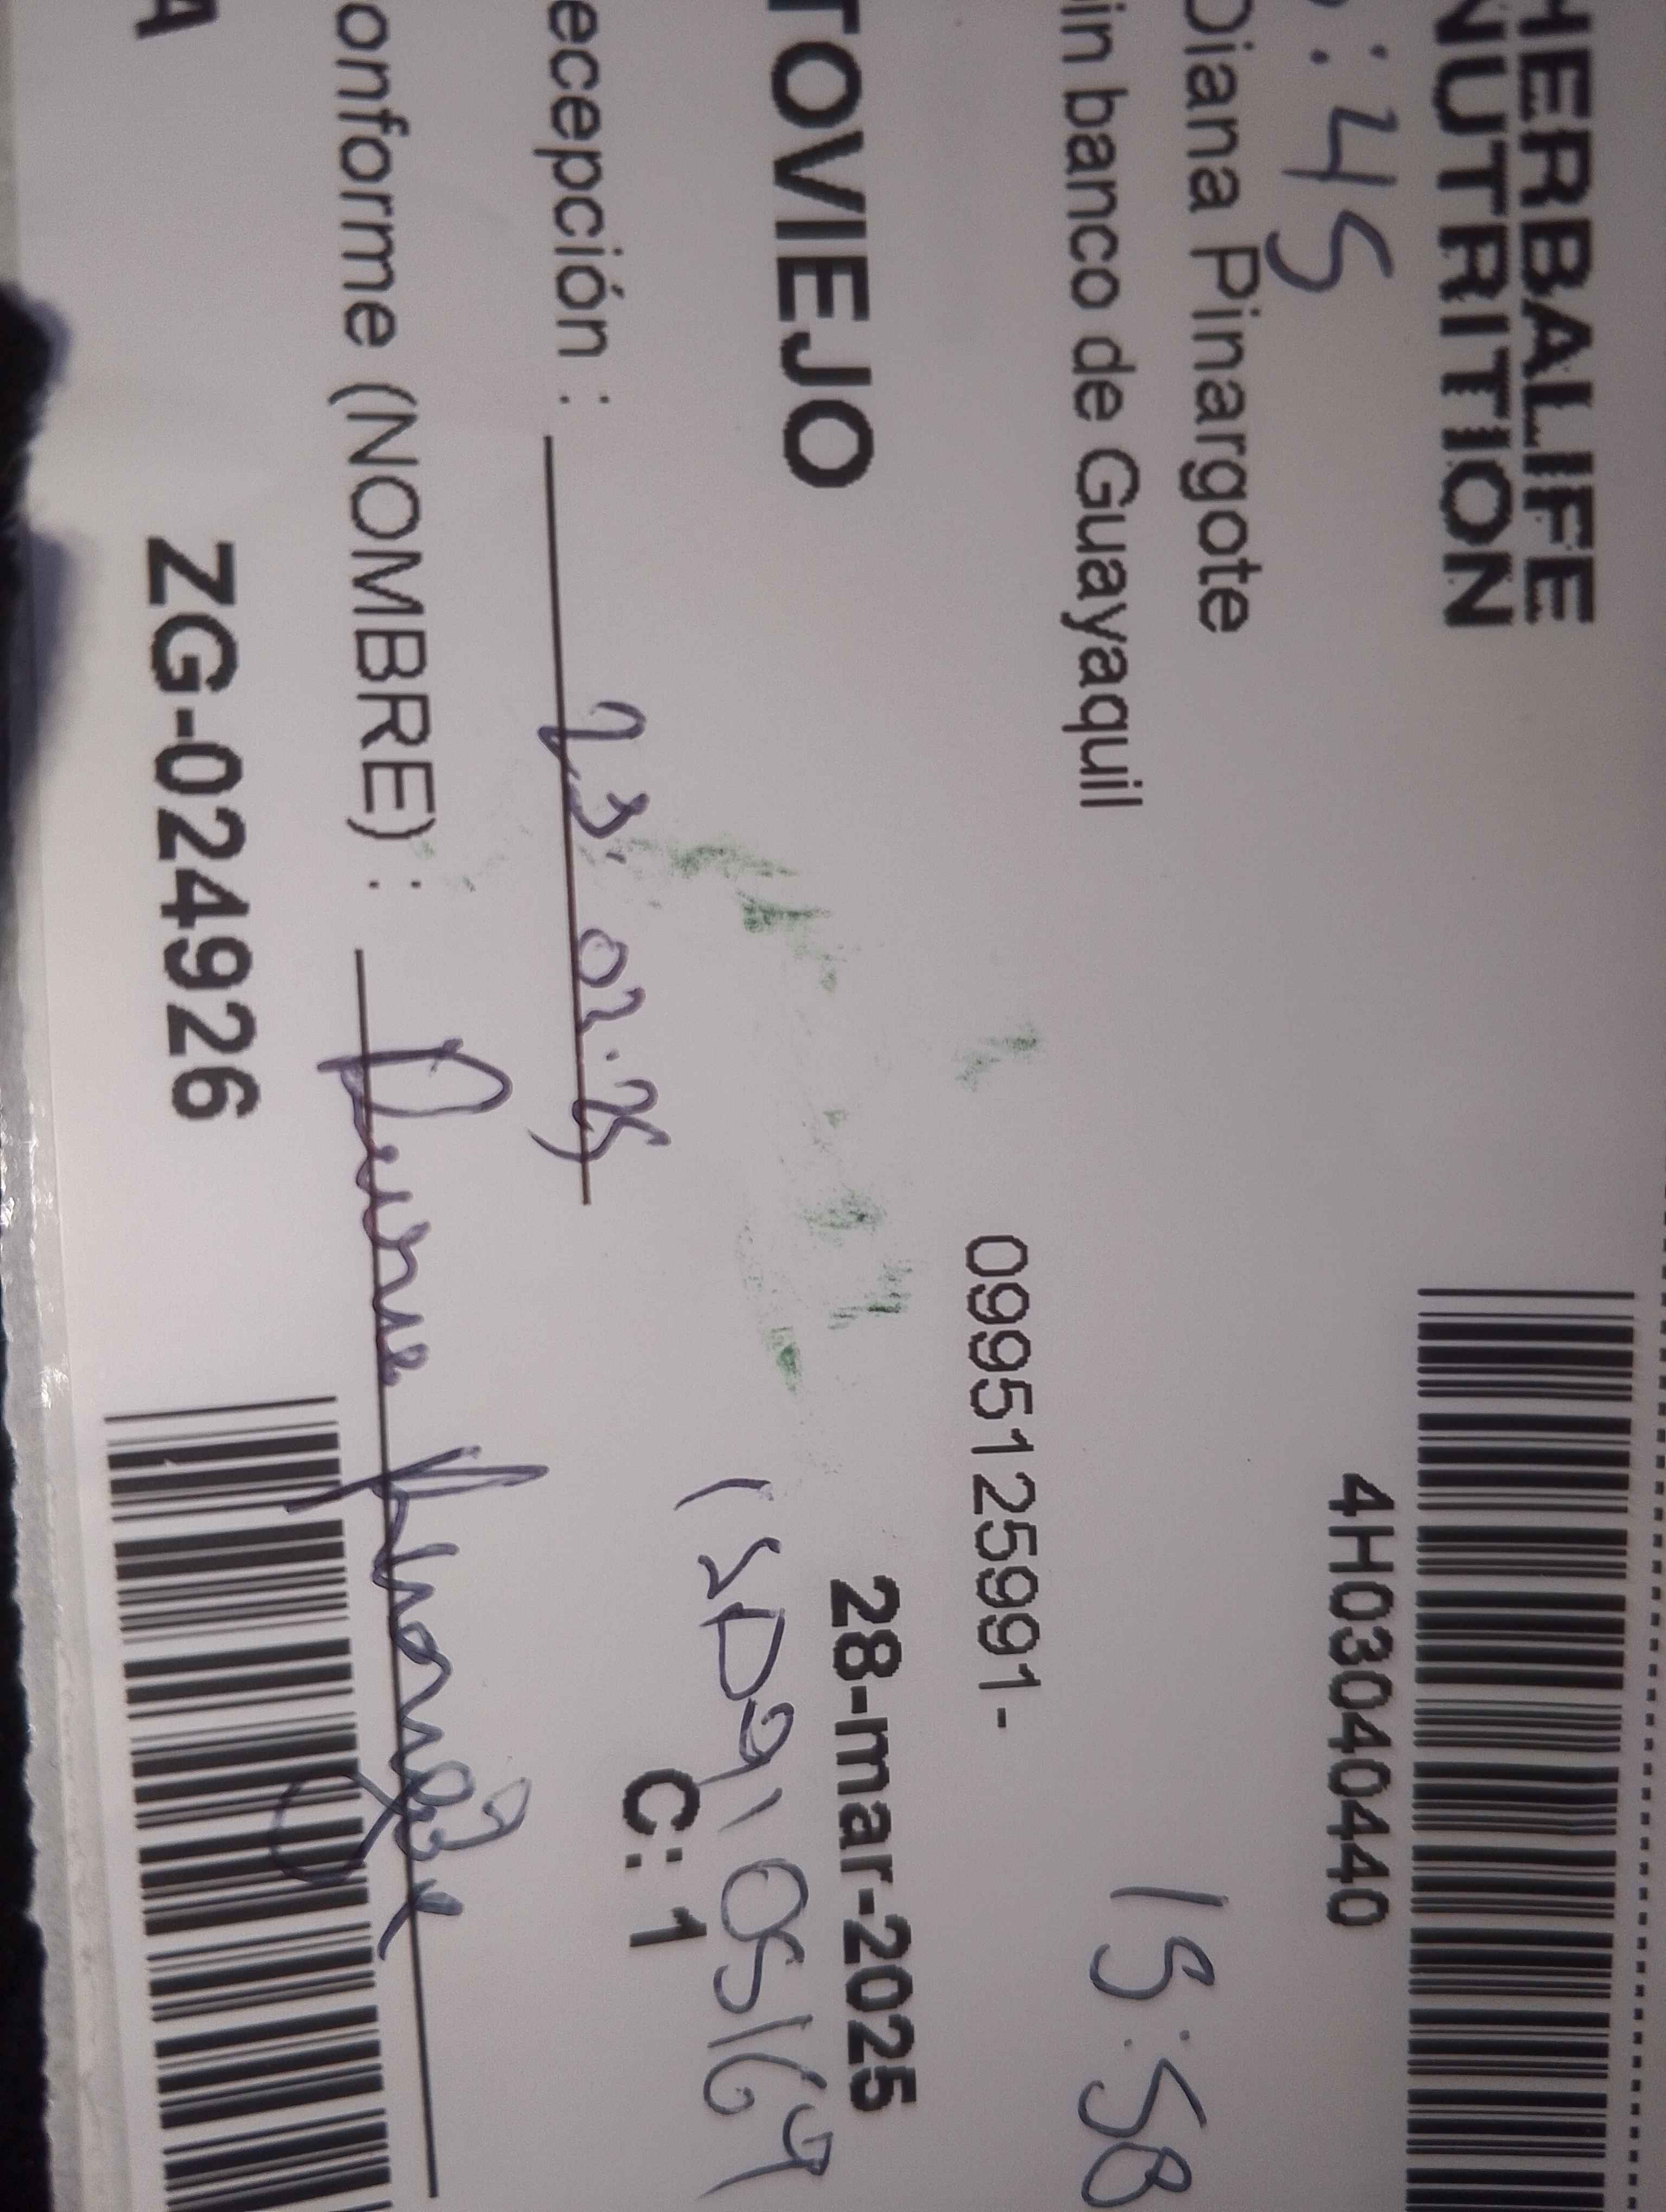 HERBALIFE
NUTRITION
:45
4H03040440
Diana Pinargote
in banco de Guayaquil
15:58
0995125991-
TOVIEJO
28-mar-2025
ecepción :
C: 1
onforme (NOMBRE) :
A
ZG-024926